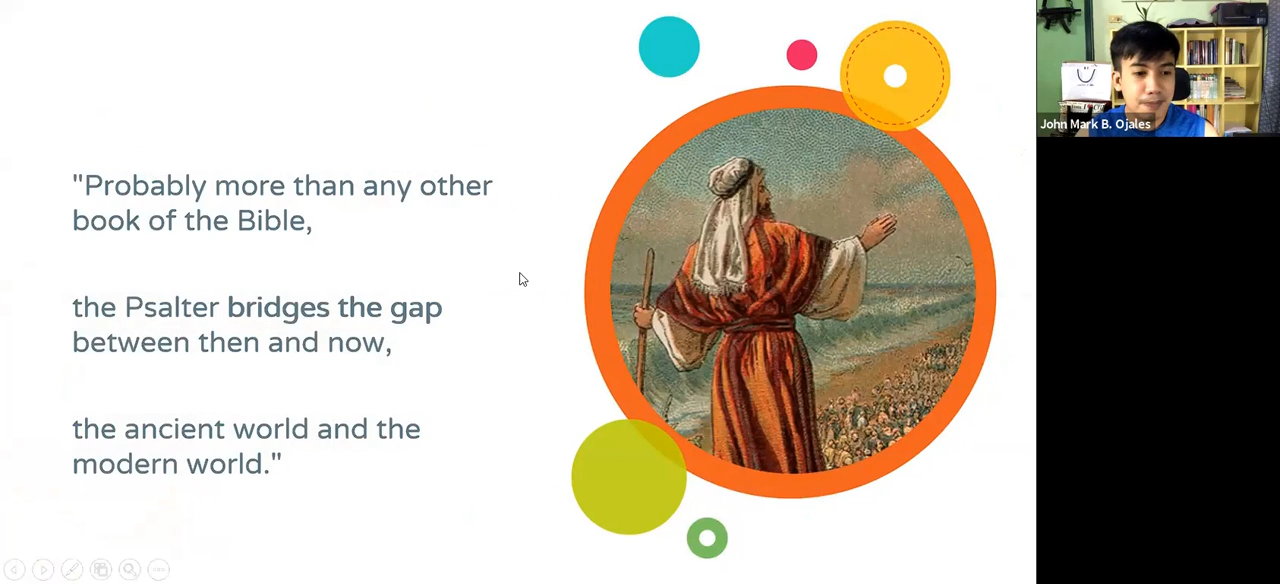 "Probably more than any other
book of the Bible,
the Psalter bridges the gap
between then and now,
the ancient world and the
modern world."
John Mark B. Ojales